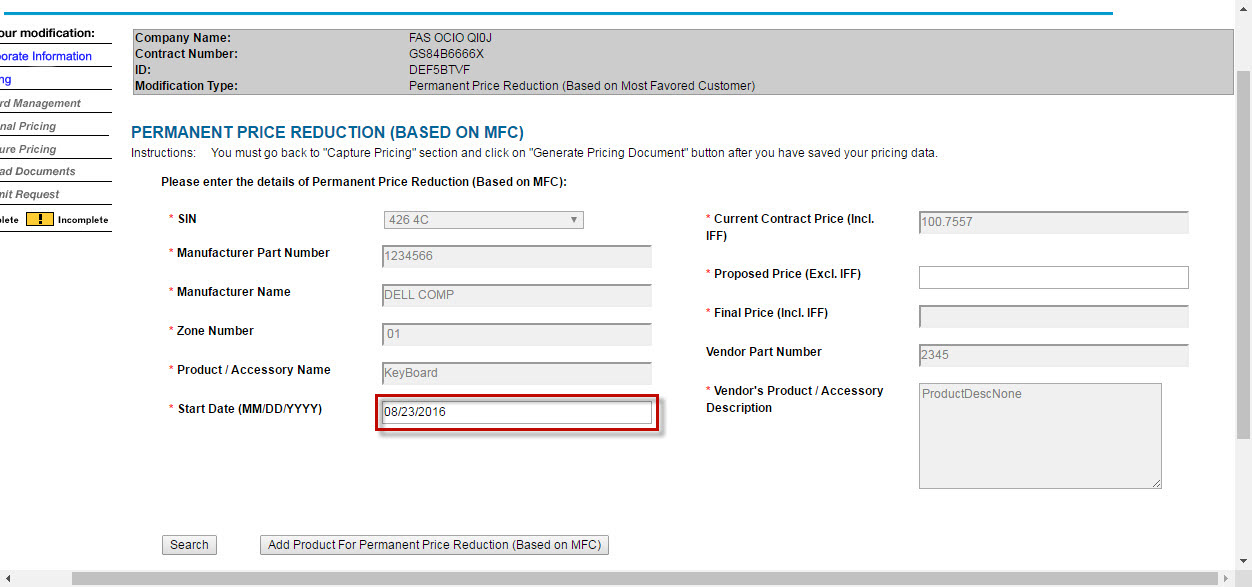 our modification:
orate Information
ng
rd Management
nal Pricing
ure Pricing
ad Documents
mit Request
lete ! Incomplete
Company Name: FAS OCIO QI0J
Contract Number: GS84B6666X
ID: DEF5BTVF
Modification Type: Permanent Price Reduction (Based on Most Favored Customer)
PERMANENT PRICE REDUCTION (BASED ON MFC)
Instructions: You must go back to "Capture Pricing" section and click on "Generate Pricing Document" button after you have saved your pricing data.
Please enter the details of Permanent Price Reduction (Based on MFC):
* SIN 426 4C
* Manufacturer Part Number 1234566
* Manufacturer Name DELL COMP
* Zone Number 01
* Product / Accessory Name KeyBoard
* Start Date (MM/DD/YYYY) 08/23/2016
* Current Contract Price (Incl.
IFF) 100.7557
* Proposed Price (Excl. IFF)
* Final Price (Incl. IFF)
Vendor Part Number 2345
* Vendor's Product / Accessory
Description ProductDescNone
Search Add Product For Permanent Price Reduction (Based on MFC)